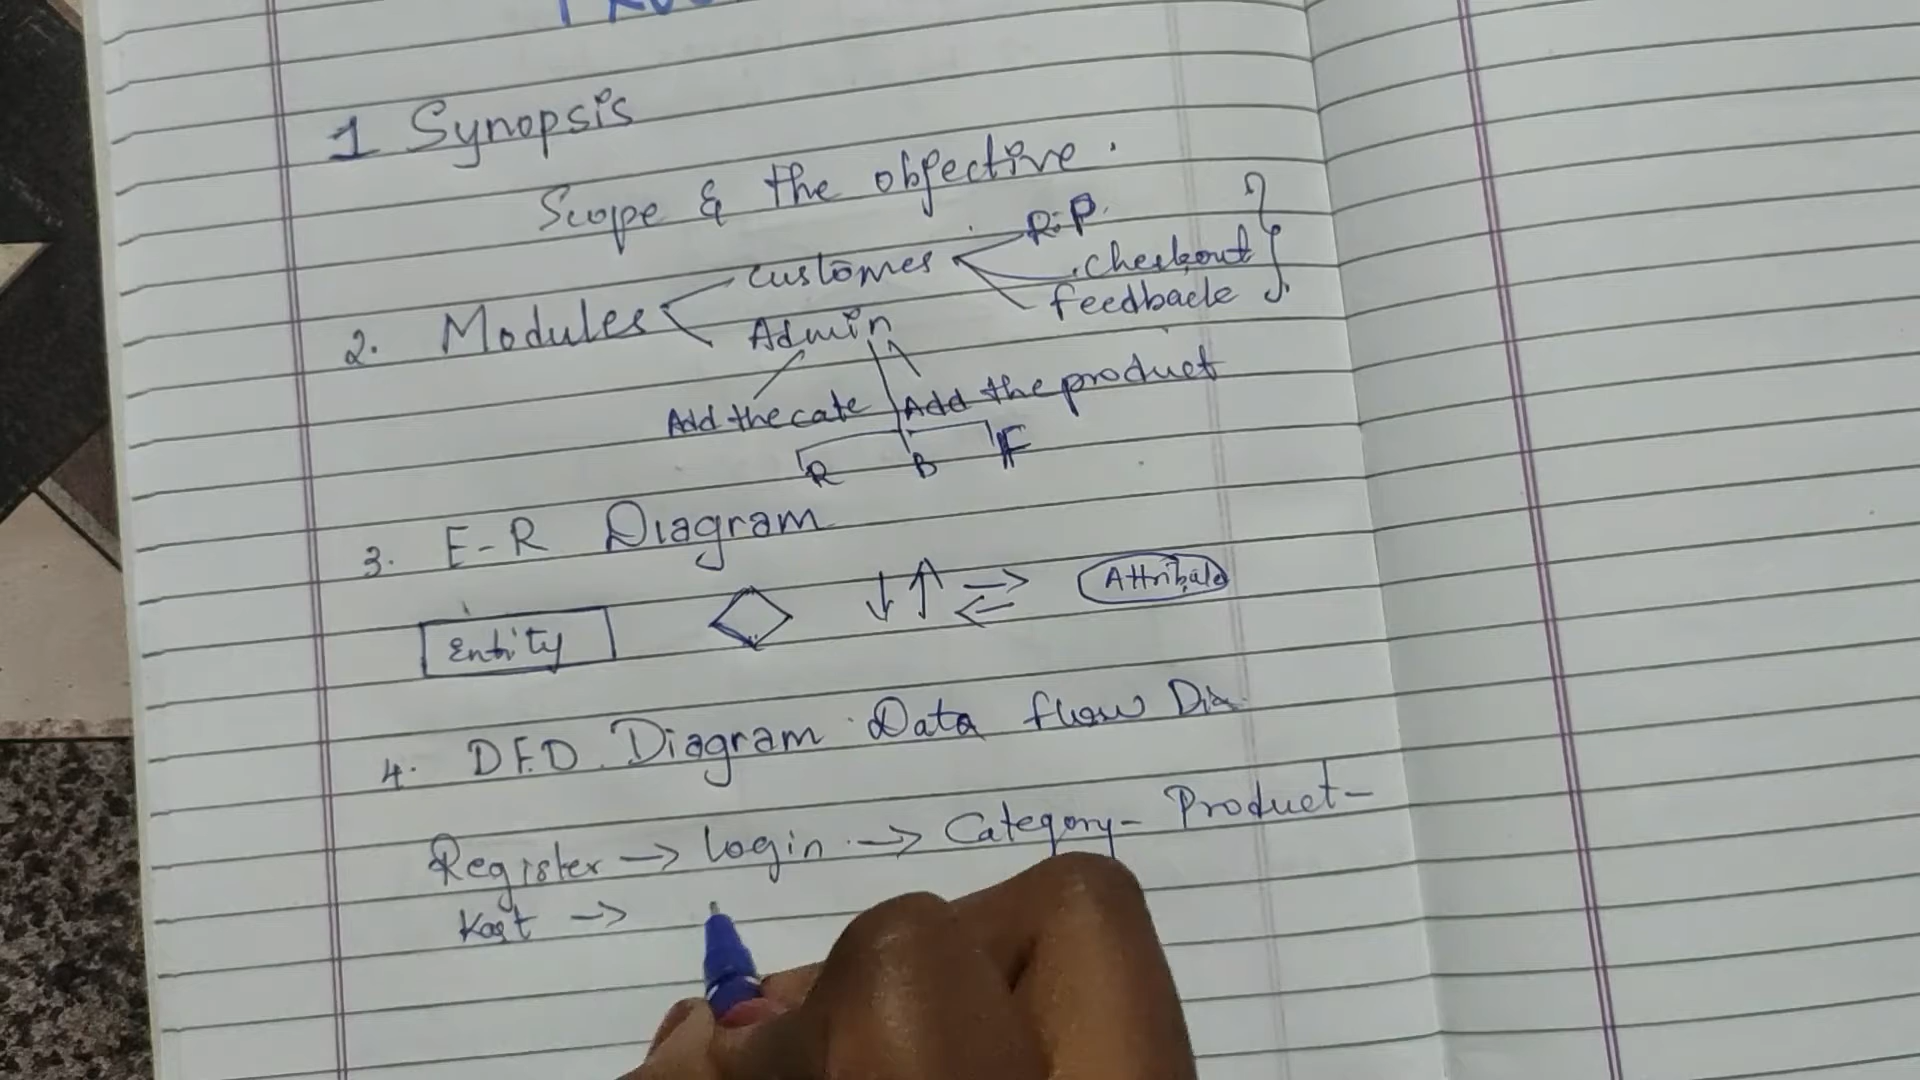 1 Synopsis
Scope & the objective.
R.P.
2. Modules customer checkout
feedback
Admin
Add the cate Add the product
R B F
3. E-R Diagram
Entity Attribute
4. DFD Diagram Data flow Dia.
Register -> login -> Category - Product -
Kart ->